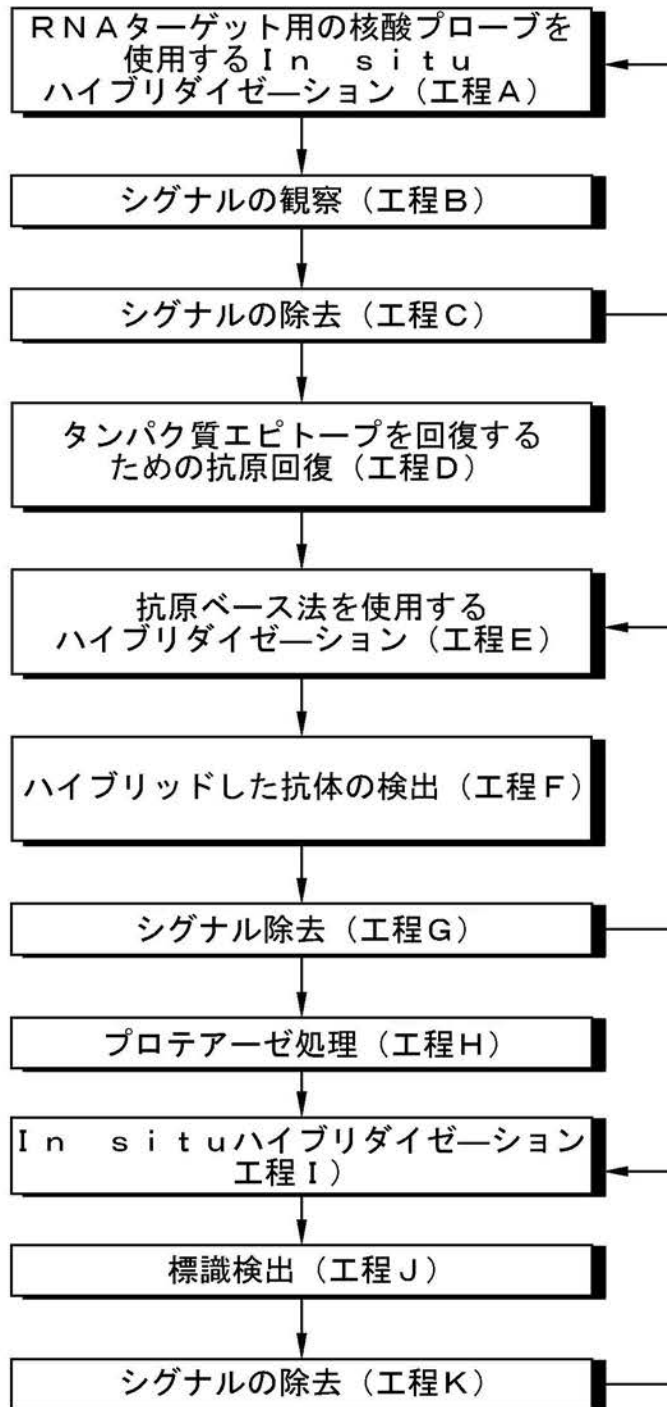 RNAターゲット用の核酸プローブを
使用するIn situ
ハイブリダイゼ―ション(工程A)
シグナルの観察(工程B)
シグナルの除去(工程C)
タンパク質エピトープを回復する
ための抗原回復(工程D)
抗原ベース法を使用する
ハイブリダイゼ―ション(工程E)
ハイブリッドした抗体の検出(工程F)
シグナル除去(工程G)
プロテアーゼ処理(工程H)
In situハイブリダイゼ―ション
工程I)
標識検出(工程J)
シグナルの除去(工程K)